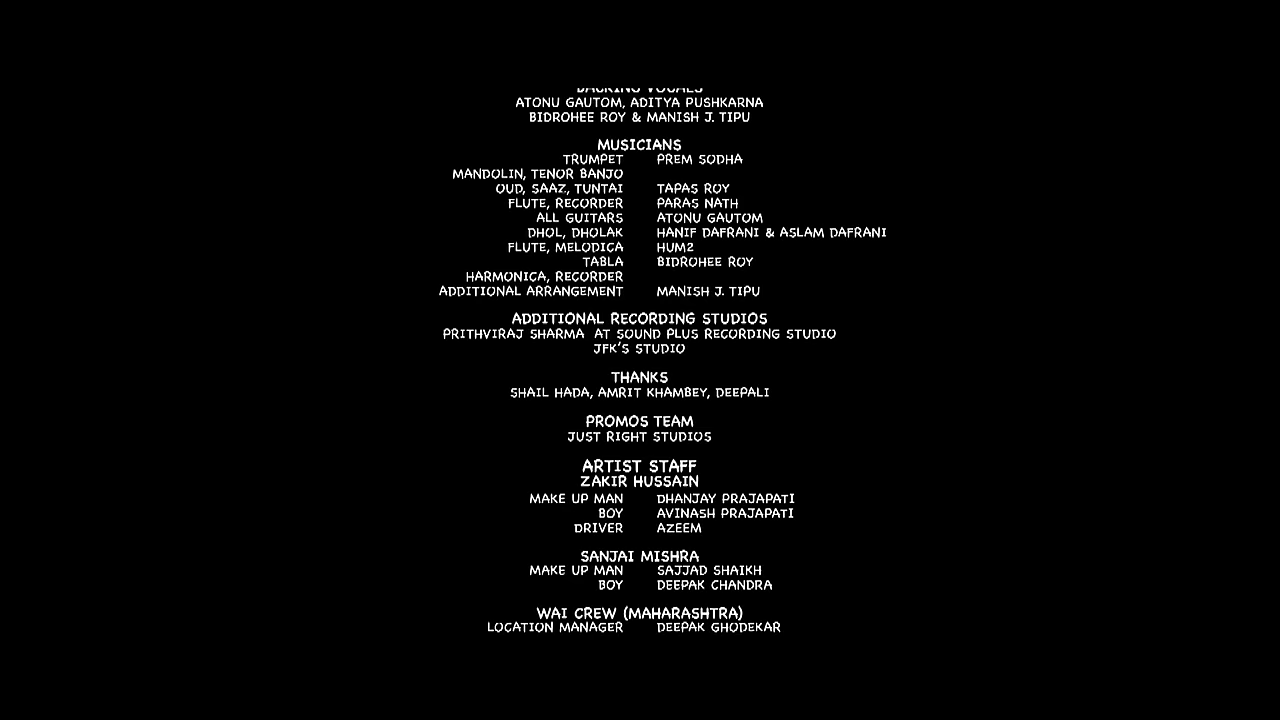 BACKING VOCALS
ATONU GAUTOM, ADITYA PUSHKARNA
BIDROHEE ROY & MANISH J. TIPU
MUSICIANS
TRUMPET PREM SODHA
MANDOLIN, TENOR BANJO
OUD, SAAZ, TUNTAI TAPAS ROY
FLUTE, RECORDER PARAS NATH
ALL GUITARS ATONU GAUTOM
DHOL, DHOLAK HANIF DAFRANI & ASLAM DAFRANI
FLUTE, MELODICA HUM2
TABLA BIDROHEE ROY
HARMONICA, RECORDER
ADDITIONAL ARRANGEMENT MANISH J. TIPU
ADDITIONAL RECORDING STUDIOS
PRITHVIRAJ SHARMA AT SOUND PLUS RECORDING STUDIO
JFK'S STUDIO
THANKS
SHAIL HADA, AMRIT KHAMBEY, DEEPALI
PROMOS TEAM
JUST RIGHT STUDIOS
ARTIST STAFF
ZAKIR HUSSAIN
MAKE UP MAN DHANJAY PRAJAPATI
BOY AVINASH PRAJAPATI
DRIVER AZEEM
SANJAI MISHRA
MAKE UP MAN SAJJAD SHAIKH
BOY DEEPAK CHANDRA
WAI CREW (MAHARASHTRA)
LOCATION MANAGER DEEPAK GHODEKAR